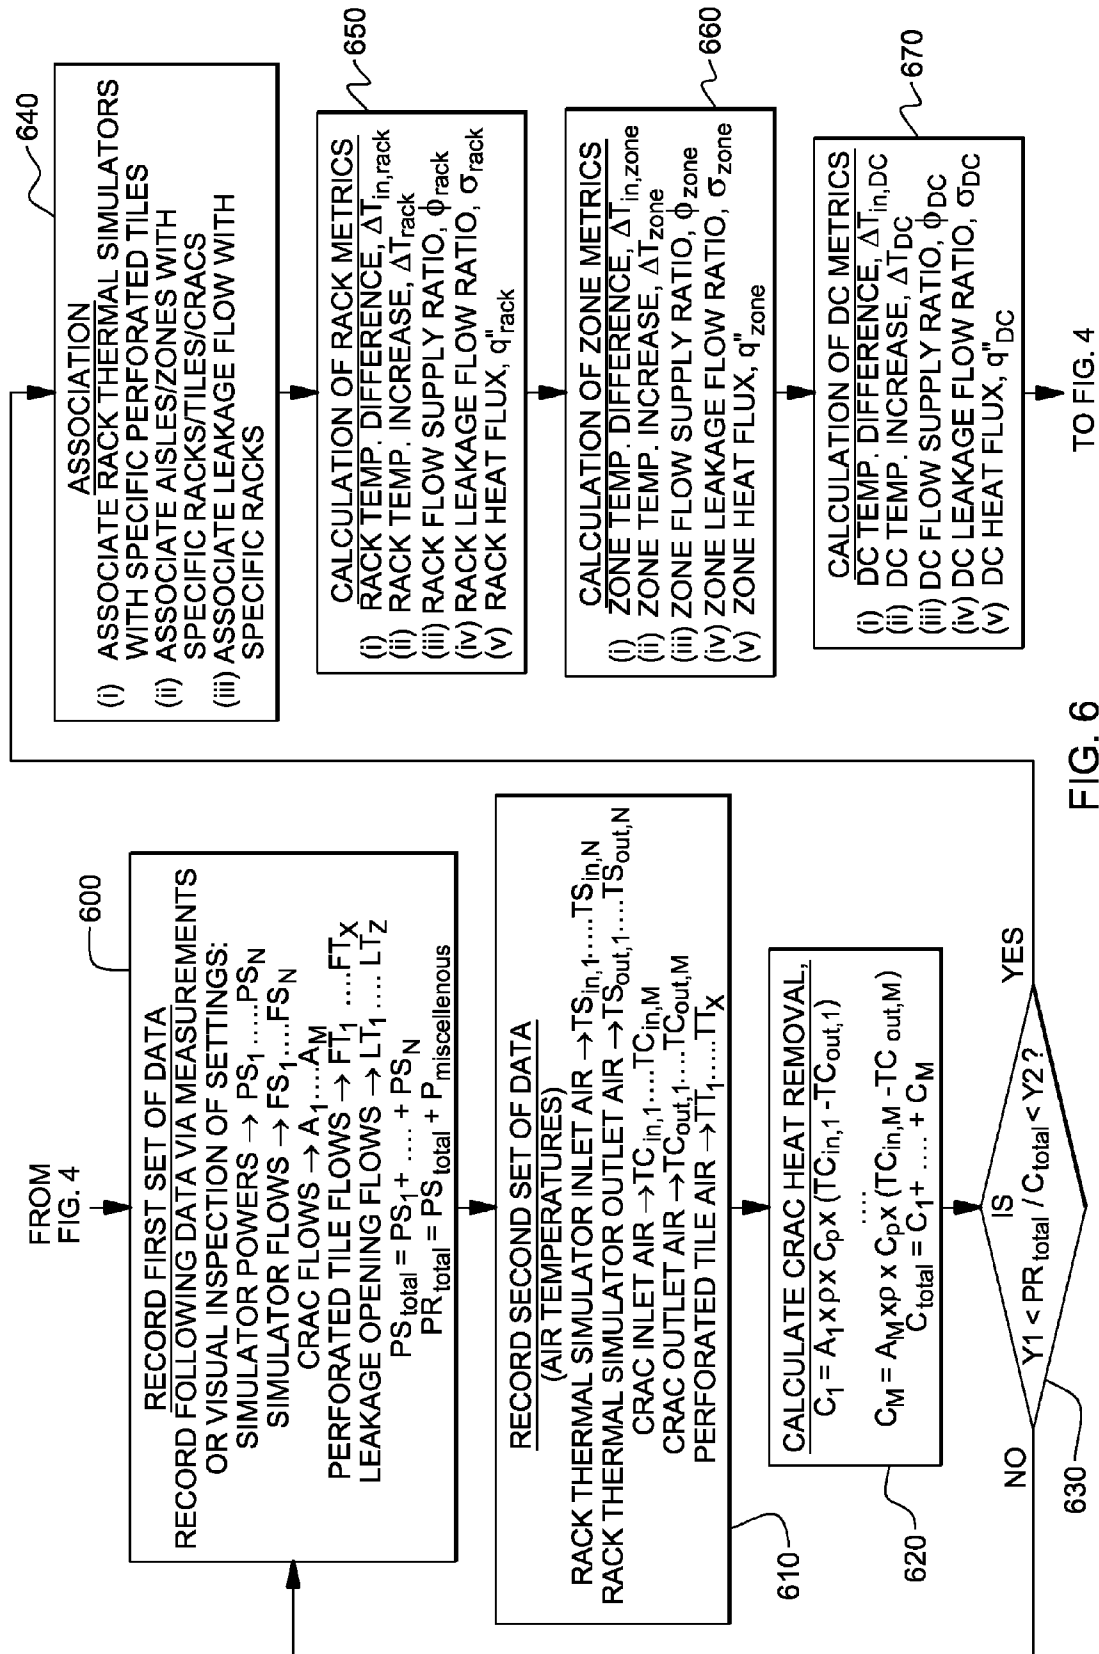 FROM
FIG. 4
600
RECORD FIRST SET OF DATA
RECORD FOLLOWING DATA VIA MEASUREMENTS
OR VISUAL INSPECTION OF SETTINGS:
SIMULATOR POWERS → PS1......PSN
SIMULATOR FLOWS → FS1....FSN
CRAC FLOWS → A1....AM
PERFORATED TILE FLOWS → FT1 ....FTX
LEAKAGE OPENING FLOWS → LT1.... LTZ
PStotal = PS1+ .... + PSN
PRtotal = PStotal + Pmiscellenous
RECORD SECOND SET OF DATA
(AIR TEMPERATURES)
RACK THERMAL SIMULATOR INLET AIR → TSin,1....TSin,N
RACK THERMAL SIMULATOR OUTLET AIR → TSout,1....TSout,N
CRAC INLET AIR → TCin,1....TCin,M
CRAC OUTLET AIR → TCout,1....TCout,M
PERFORATED TILE AIR → TT1....TTX
610
CALCULATE CRAC HEAT REMOVAL,
C1 = A1 x ρ x Cp x (TCin,1 - TCout,1)
....
CM = AM x ρ x Cp x (TCin,M - TC out,M)
Ctotal = C1 + .... + CM
620
IS
Y1 < PRtotal / Ctotal < Y2 ?
NO
YES
630
640
ASSOCIATION
(i) ASSOCIATE RACK THERMAL SIMULATORS
WITH SPECIFIC PERFORATED TILES
(ii) ASSOCIATE AISLES/ZONES WITH
SPECIFIC RACKS/TILES/CRACS
(iii) ASSOCIATE LEAKAGE FLOW WITH
SPECIFIC RACKS
650
CALCULATION OF RACK METRICS
(i) RACK TEMP. DIFFERENCE, ΔTin,rack
(ii) RACK TEMP. INCREASE, ΔTrack
(iii) RACK FLOW SUPPLY RATIO, ϕrack
(iv) RACK LEAKAGE FLOW RATIO, σrack
(v) RACK HEAT FLUX, q"rack
660
CALCULATION OF ZONE METRICS
(i) ZONE TEMP. DIFFERENCE, ΔTin,zone
(ii) ZONE TEMP. INCREASE, ΔTzone
(iii) ZONE FLOW SUPPLY RATIO, ϕzone
(iv) ZONE LEAKAGE FLOW RATIO, σzone
(v) ZONE HEAT FLUX, q"zone
670
CALCULATION OF DC METRICS
(i) DC TEMP. DIFFERENCE, ΔTin,DC
(ii) DC TEMP. INCREASE, ΔTDC
(iii) DC FLOW SUPPLY RATIO, ϕDC
(iv) DC LEAKAGE FLOW RATIO, σDC
(v) DC HEAT FLUX, q"DC
TO FIG. 4
FIG. 6